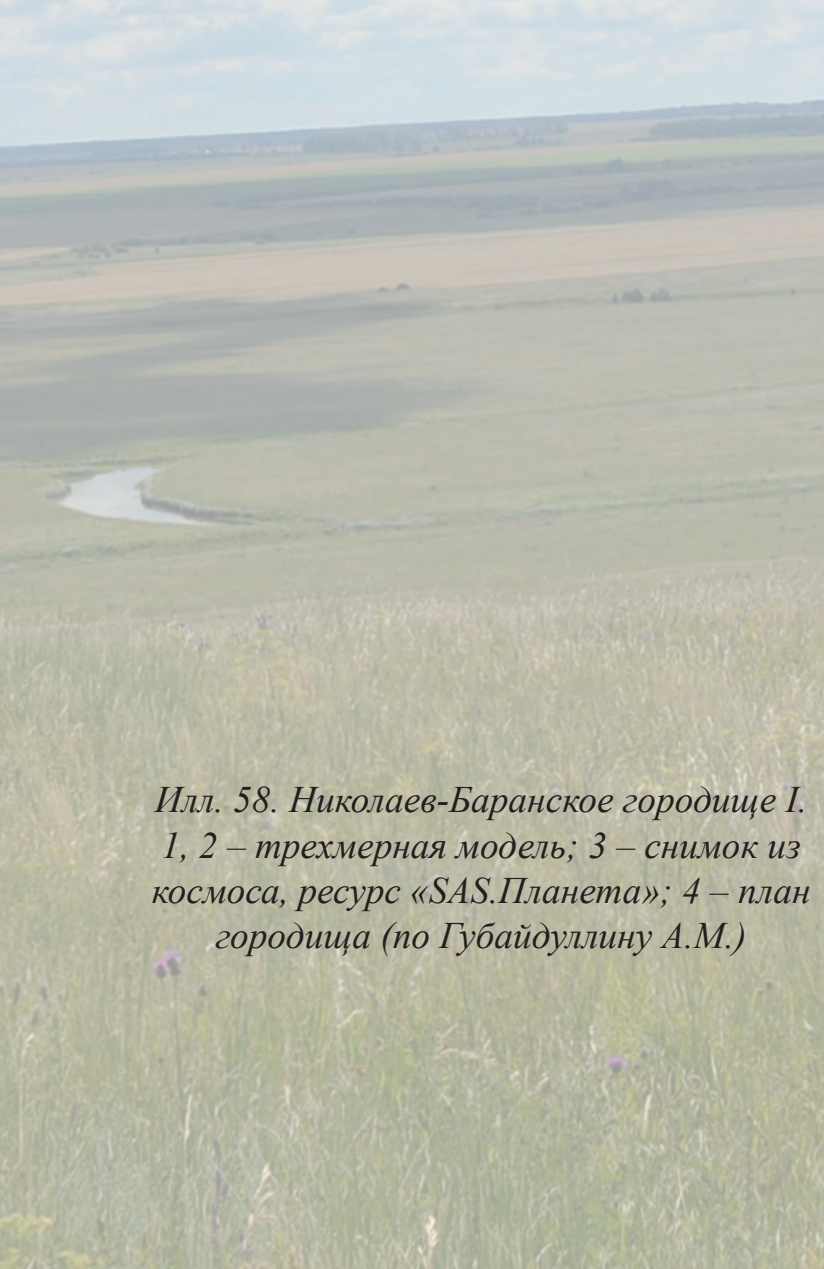 Илл. 58. Николаев-Баранское городище I.
1, 2 – трехмерная модель; 3 – снимок из
космоса, ресурс «SAS.Планета»; 4 – план
городища (по Губайдуллину А.М.)